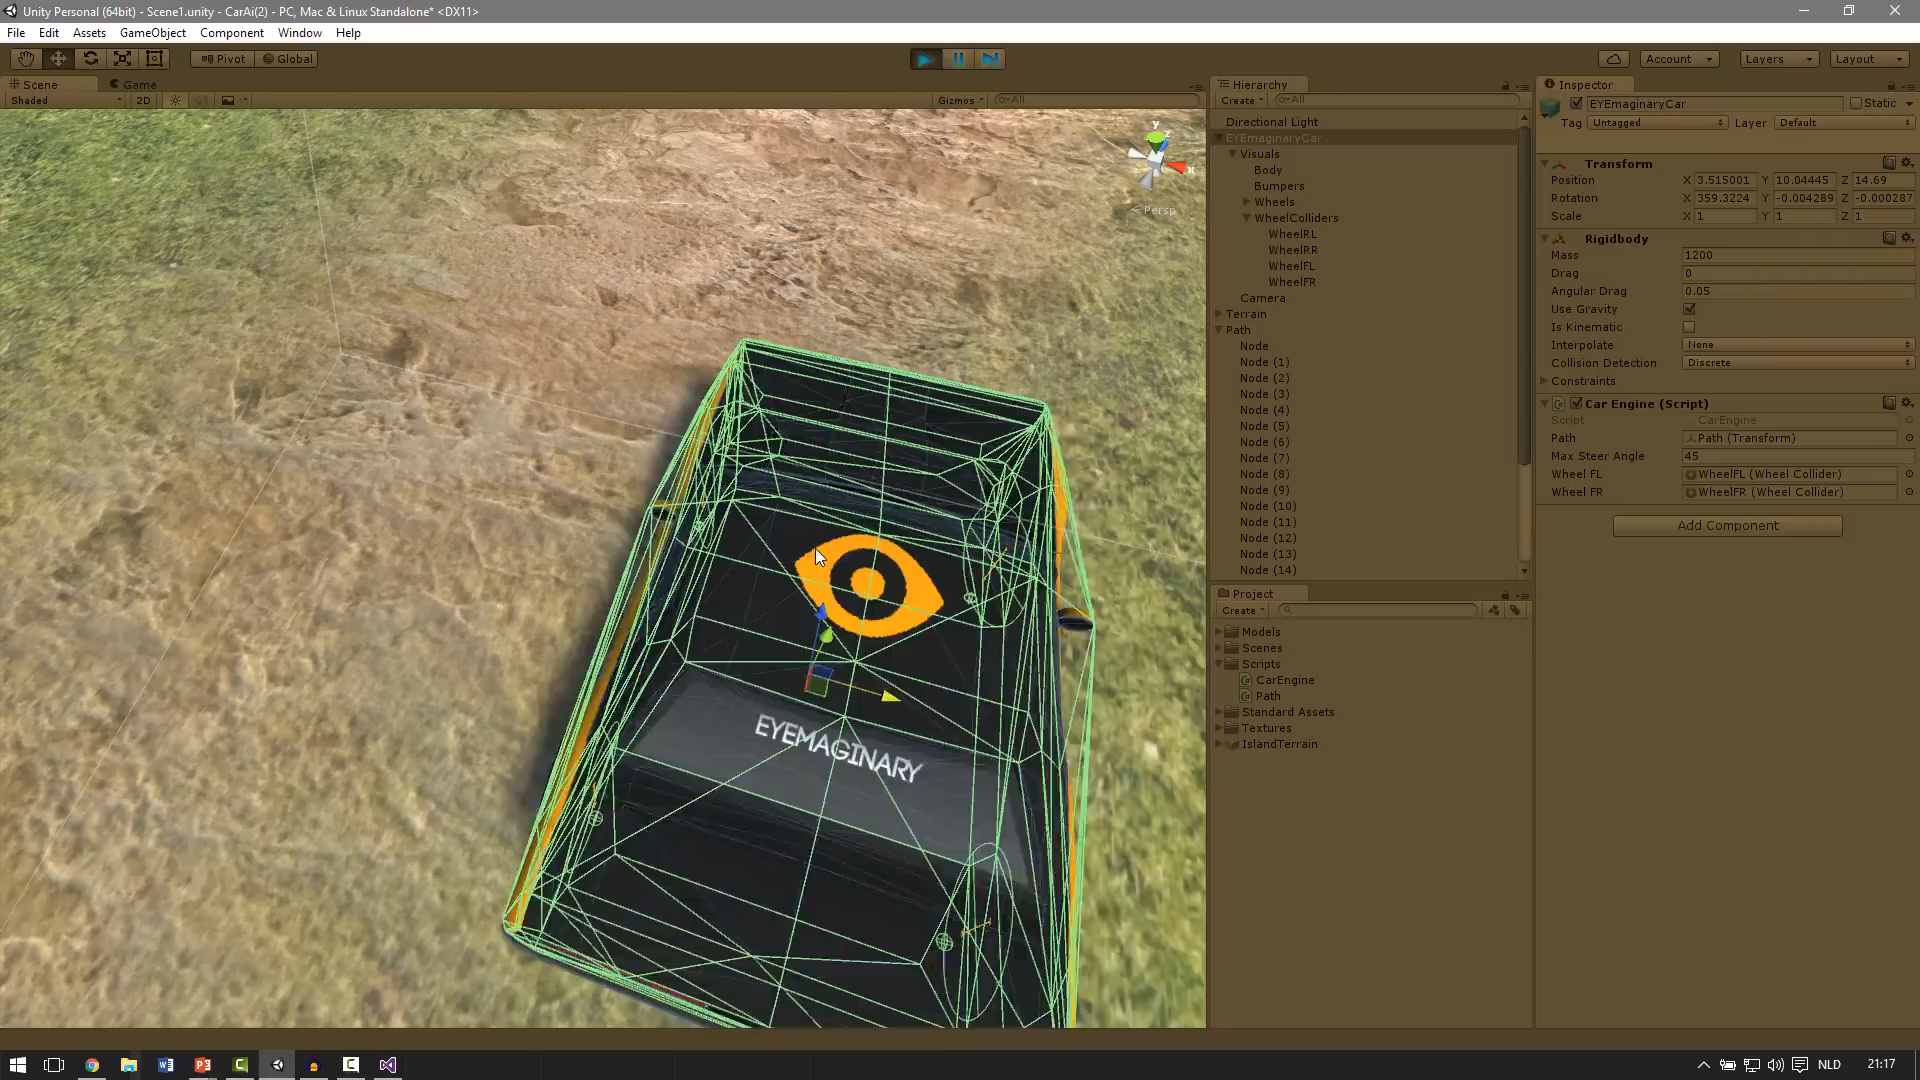 Unity Personal (64bit) - Scene1.unity - CarAi(2) - PC, Mac & Linux Standalone* <DX11>
File Edit Assets GameObject Component Window Help
Pivot Global Account Layers Layout
Scene Game
Shaded 2D Gizmos All
Hierarchy
Create All
Directional Light
EYEmaginaryCar
Visuals
Body
Bumpers
Wheels
WheelColliders
WheelRL
WheelRR
WheelFL
WheelFR
Camera
Terrain
Path
Node
Node (1)
Node (2)
Node (3)
Node (4)
Node (5)
Node (6)
Node (7)
Node (8)
Node (9)
Node (10)
Node (11)
Node (12)
Node (13)
Node (14)
Project
Create
Models
Scenes
Scripts
CarEngine
Path
Standard Assets
Textures
IslandTerrain
Inspector
EYEmaginaryCar Static
Tag Untagged Layer Default
Transform
Position X 3.515001 Y 10.04445 Z 14.69
Rotation X 359.3224 Y -0.004289 Z -0.000287
Scale X 1 Y 1 Z 1
Rigidbody
Mass 1200
Drag 0
Angular Drag 0.05
Use Gravity
Is Kinematic
Interpolate None
Collision Detection Discrete
Constraints
Car Engine (Script)
Script CarEngine
Path Path (Transform)
Max Steer Angle 45
Wheel FL WheelFL (Wheel Collider)
Wheel FR WheelFR (Wheel Collider)
Add Component
y
z
x
Persp
EYEMAGINARY
NLD 21:17